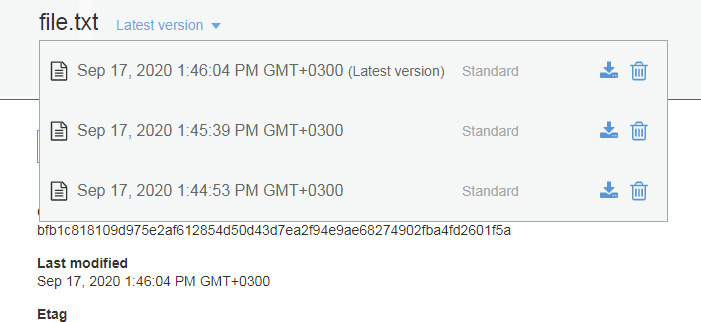 file.txt Latest version
Sep 17, 2020 1:46:04 PM GMT+0300 (Latest version) Standard
Sep 17, 2020 1:45:39 PM GMT+0300 Standard
Sep 17, 2020 1:44:53 PM GMT+0300 Standard
bfb1c818109d975e2af612854d50d43d7ea2f94e9ae68274902fba4fd2601f5a
Last modified
Sep 17, 2020 1:46:04 PM GMT+0300
Etag